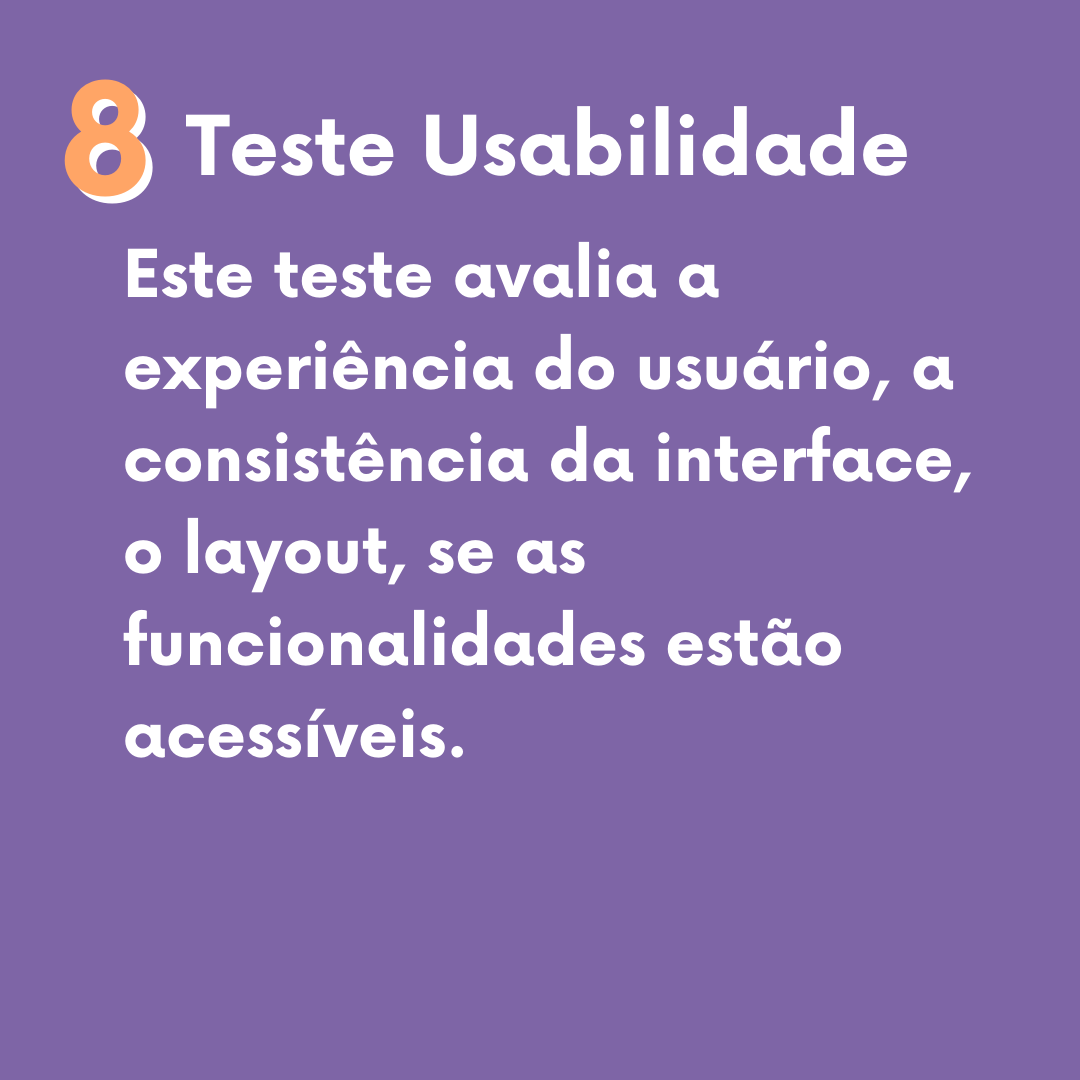 8 Teste Usabilidade
Este teste avalia a
experiência do usuário, a
consistência da interface,
o layout, se as
funcionalidades estão
acessíveis.